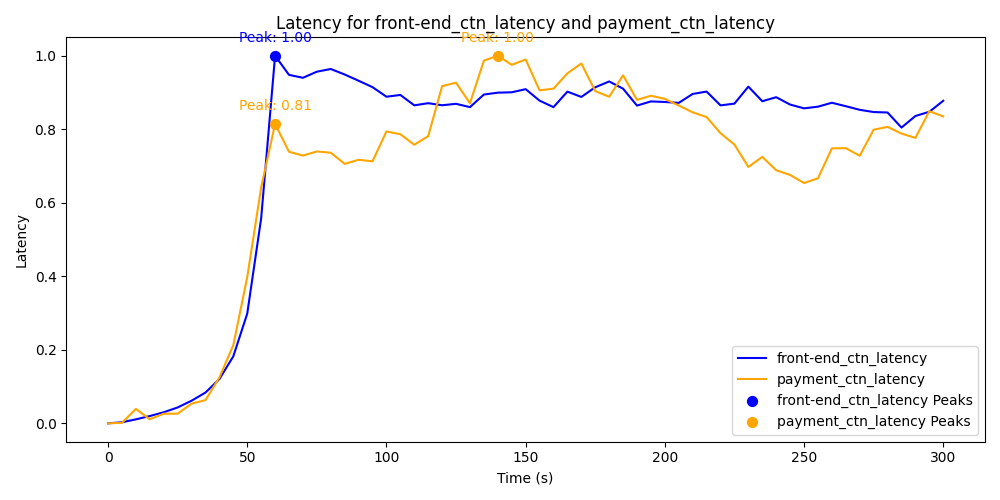 Latency for front-end_ctn_latency and payment_ctn_latency
Peak: 1.00
Peak: 1.00
Peak: 0.81
Latency
1.0
0.8
0.6
0.4
0.2
0.0
0
50
100
150
200
250
300
Time (s)
front-end_ctn_latency
payment_ctn_latency
front-end_ctn_latency Peaks
payment_ctn_latency Peaks